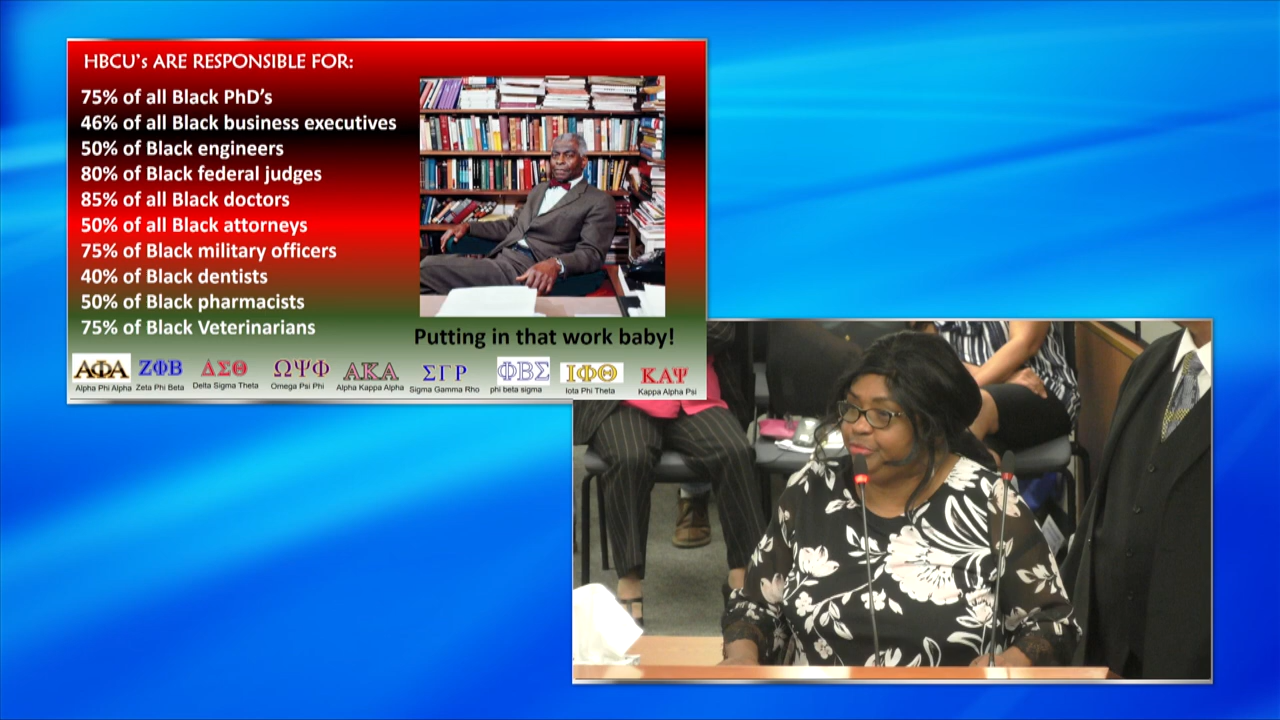 HBCU's ARE RESPONSIBLE FOR:
75% of all Black PhD's
46% of all Black business executives
50% of Black engineers
80% of Black federal judges
85% of all Black doctors
50% of all Black attorneys
75% of Black military officers
40% of Black dentists
50% of Black pharmacists
75% of Black Veterinarians
Putting in that work baby!
ΑΦΑ ΖΦΒ ΔΣΘ ΩΨΦ ΑΚΑ ΣΓΡ ΦΒΣ ΙΦΘ ΚΑΨ
Alpha Phi Alpha Zeta Phi Beta Delta Sigma Theta Omega Psi Phi Alpha Kappa Alpha Sigma Gamma Rho phi beta sigma Iota Phi Theta Kappa Alpha Psi